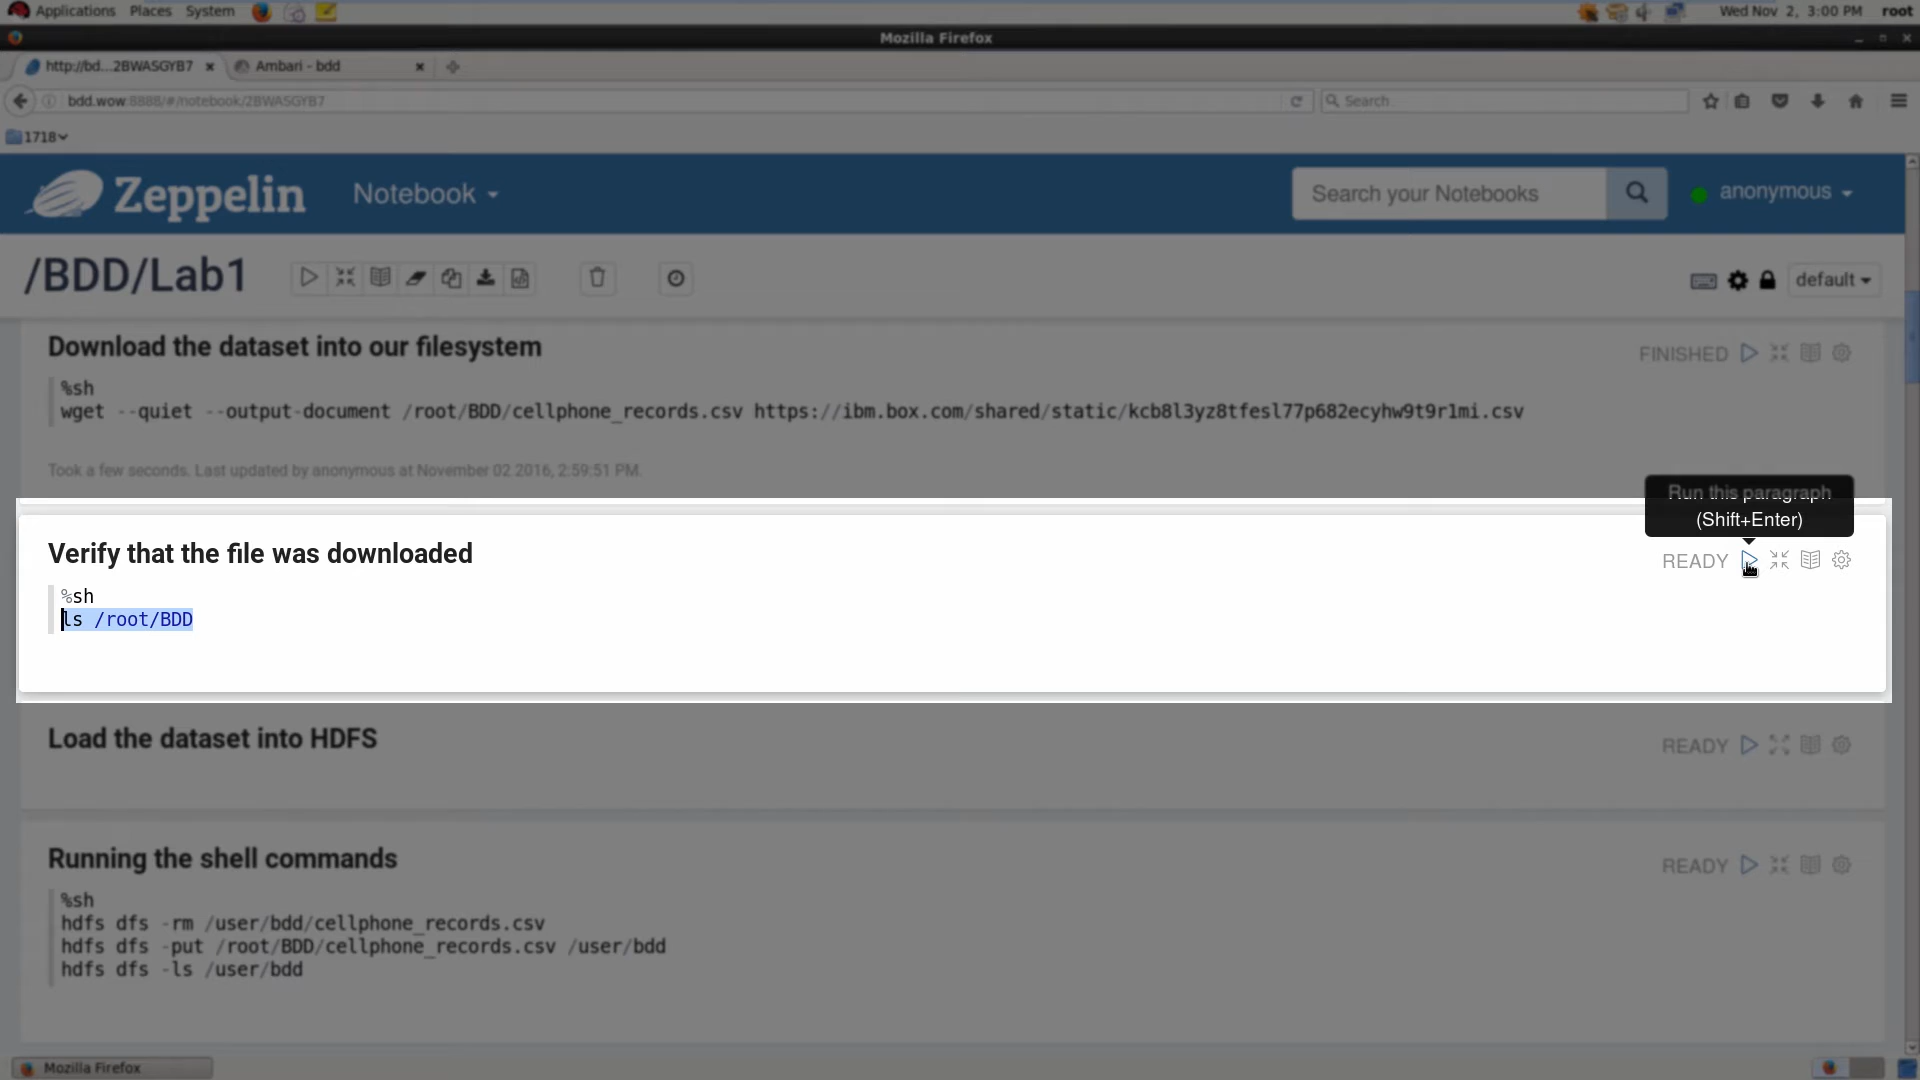 Applications Places System
Wed Nov 2, 3:00 PM root
Mozilla Firefox
http://bd...2BWASGYB7
Ambari - bdd
bdd.wow:8888/#/notebook/2BWASGYB7
Search
1718
Zeppelin
Notebook
Search your Notebooks
anonymous
/BDD/Lab1
default
Download the dataset into our filesystem
FINISHED
%sh
wget --quiet --output-document /root/BDD/cellphone_records.csv https://ibm.box.com/shared/static/kcb8l3yz8tfesl77p682ecyhw9t9r1mi.csv
Took a few seconds. Last updated by anonymous at November 02 2016, 2:59:51 PM.
Run this paragraph
(Shift+Enter)
Verify that the file was downloaded
READY
%sh
ls /root/BDD
Load the dataset into HDFS
READY
Running the shell commands
READY
%sh
hdfs dfs -rm /user/bdd/cellphone_records.csv
hdfs dfs -put /root/BDD/cellphone_records.csv /user/bdd
hdfs dfs -ls /user/bdd
Mozilla Firefox